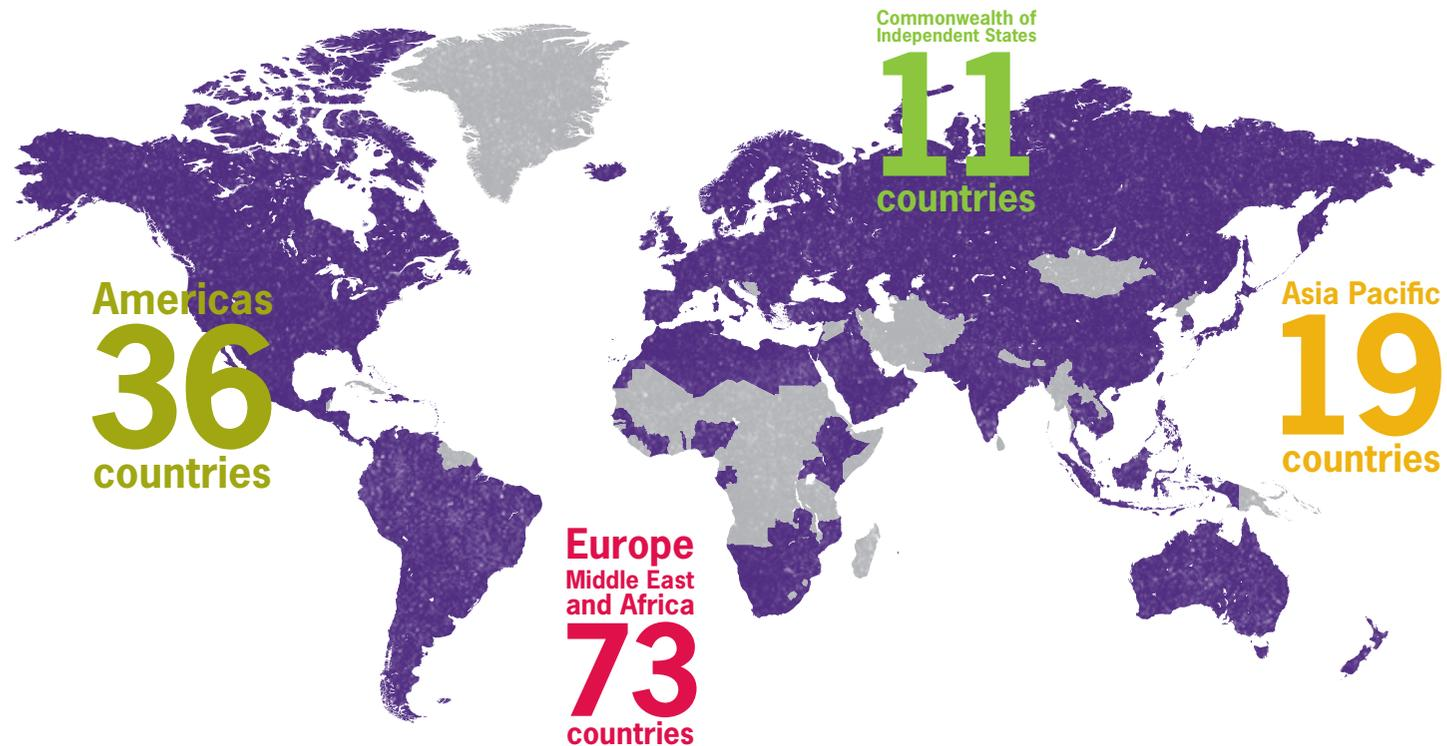 Commonwealth of
Independent States
11
countries
Americas
36
countries
Asia Pacific
19
countries
Europe
Middle East
and Africa
73
countries